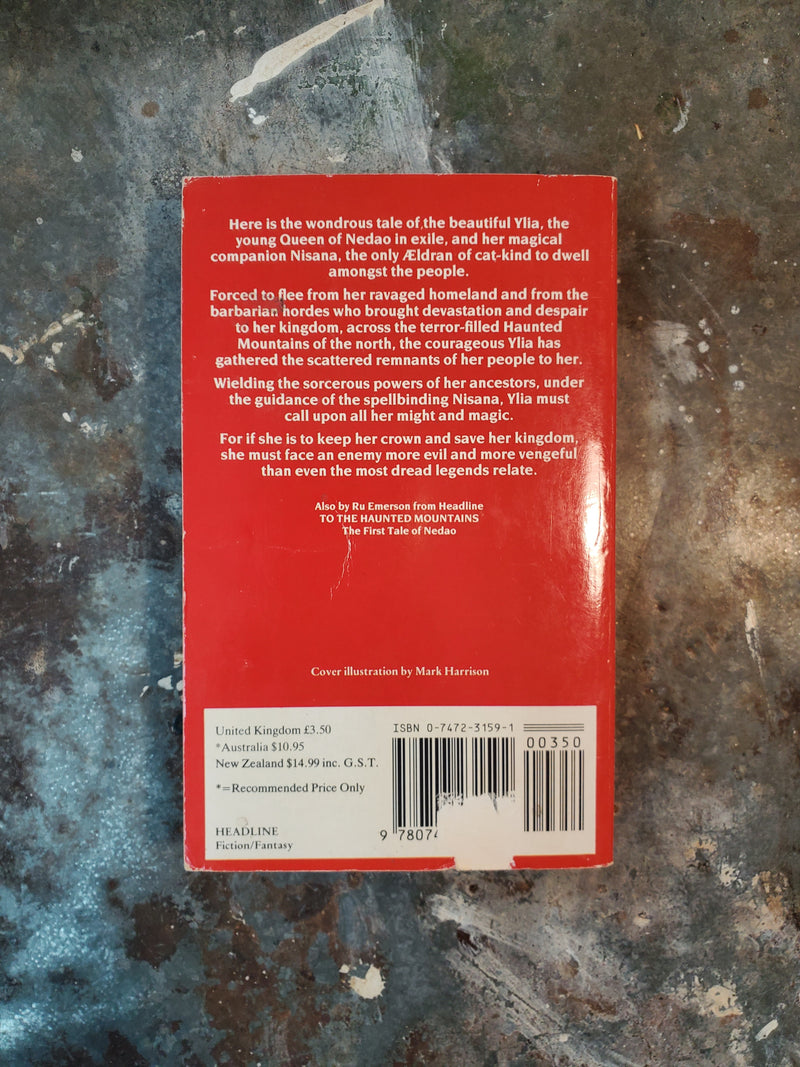 Here is the wondrous tale of the beautiful Ylia, the
young Queen of Nedao in exile, and her magical
companion Nisana, the only Ældran of cat-kind to dwell
amongst the people.
Forced to flee from her ravaged homeland and from the
barbarian hordes who brought devastation and despair
to her kingdom, across the terror-filled Haunted
Mountains of the north, the courageous Ylia has
gathered the scattered remnants of her people to her.
Wielding the sorcerous powers of her ancestors, under
the guidance of the spellbinding Nisana, Ylia must
call upon all her might and magic.
For if she is to keep her crown and save her kingdom,
she must face an enemy more evil and more vengeful
than even the most dread legends relate.
Also by Ru Emerson from Headline
TO THE HAUNTED MOUNTAINS
The First Tale of Nedao
Cover illustration by Mark Harrison
United Kingdom £3.50
*Australia $10.95
New Zealand $14.99 inc. G.S.T.
*=Recommended Price Only
HEADLINE
Fiction/Fantasy
ISBN 0-7472-3159-1
00350
9 78074